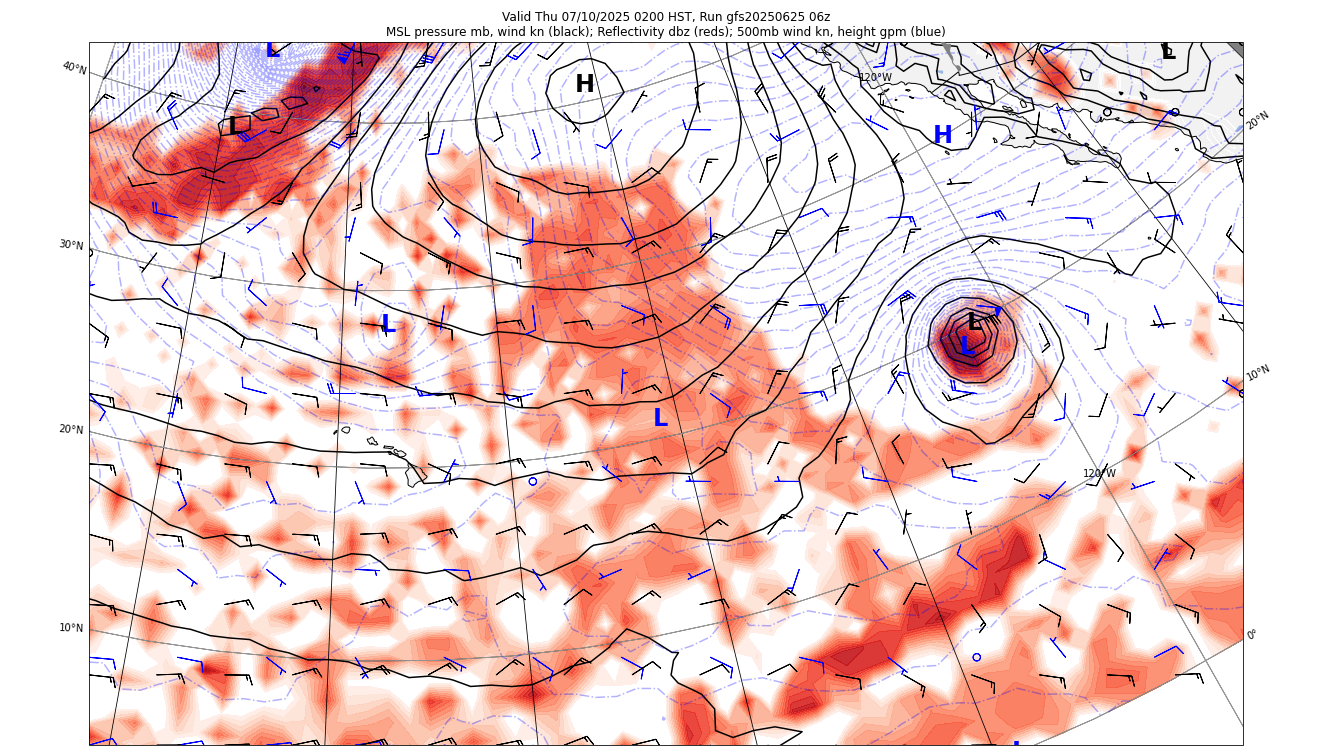 Valid Thu 07/10/2025 0200 HST, Run gfs20250625 06z
MSL pressure mb, wind kn (black); Reflectivity dbz (reds); 500mb wind kn, height gpm (blue)
L
L
40°N
H
120°W
L
H
20°N
30°N
L
L
L
10°N
20°N
L
120°W
10°N
0°
L